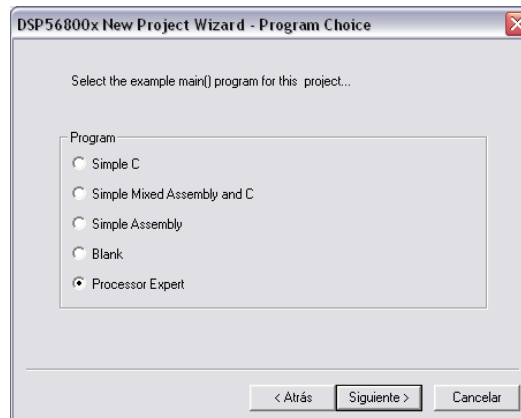 DSP56800x New Project Wizard - Program Choice
Select the example main() program for this project...
Program
Simple C
Simple Mixed Assembly and C
Simple Assembly
Blank
Processor Expert
< Atrás Siguiente > Cancelar